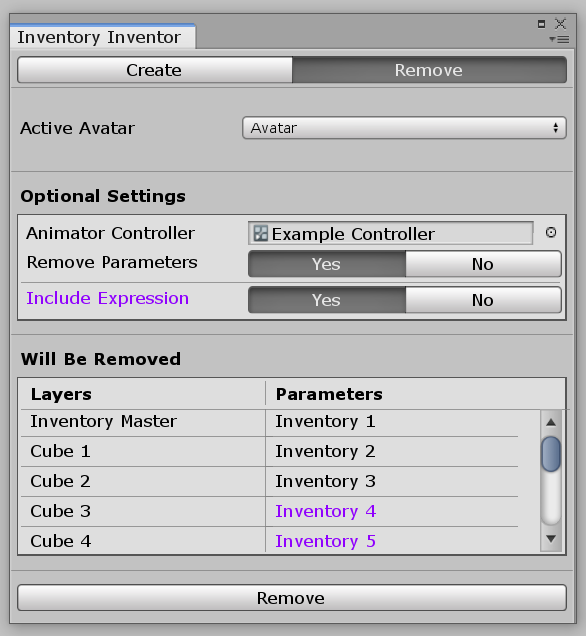 Inventory Inventor
Create Remove
Active Avatar Avatar
Optional Settings
Animator Controller Example Controller
Remove Parameters Yes No
Include Expression Yes No
Will Be Removed
Layers Parameters
Inventory Master Inventory 1
Cube 1 Inventory 2
Cube 2 Inventory 3
Cube 3 Inventory 4
Cube 4 Inventory 5
Remove